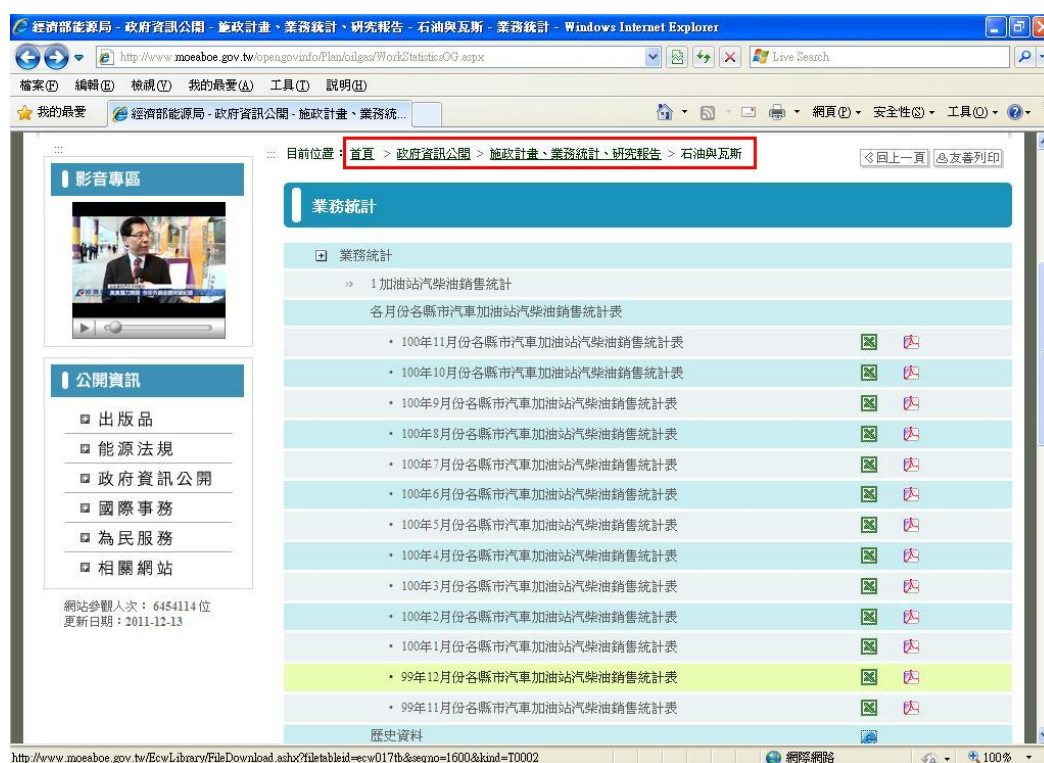 經濟部能源局 - 政府資訊公開 - 施政計畫、業務統計、研究報告 - 石油與瓦斯 - 業務統計 - Windows Internet Explorer
http://www.moeaboe.gov.tw/opengovinfo/Plan/oilgas/WorkStatisticsOG.aspx
Live Search
檔案(F) 編輯(E) 檢視(V) 我的最愛(A) 工具(T) 說明(H)
我的最愛 經濟部能源局 - 政府資訊公開 - 施政計畫、業務統... 網頁(P) 安全性(S) 工具(O)
目前位置：首頁 > 政府資訊公開 > 施政計畫、業務統計、研究報告 > 石油與瓦斯
回上一頁 友善列印
影音專區
業務統計
業務統計
1 加油站汽柴油銷售統計
各月份各縣市汽車加油站汽柴油銷售統計表
• 100年11月份各縣市汽車加油站汽柴油銷售統計表
• 100年10月份各縣市汽車加油站汽柴油銷售統計表
• 100年9月份各縣市汽車加油站汽柴油銷售統計表
• 100年8月份各縣市汽車加油站汽柴油銷售統計表
• 100年7月份各縣市汽車加油站汽柴油銷售統計表
• 100年6月份各縣市汽車加油站汽柴油銷售統計表
• 100年5月份各縣市汽車加油站汽柴油銷售統計表
• 100年4月份各縣市汽車加油站汽柴油銷售統計表
• 100年3月份各縣市汽車加油站汽柴油銷售統計表
• 100年2月份各縣市汽車加油站汽柴油銷售統計表
• 100年1月份各縣市汽車加油站汽柴油銷售統計表
• 99年12月份各縣市汽車加油站汽柴油銷售統計表
• 99年11月份各縣市汽車加油站汽柴油銷售統計表
歷史資料
公開資訊
出版品
能源法規
政府資訊公開
國際事務
為民服務
相關網站
網站參觀人次： 6454114 位
更新日期：2011-12-13
http://www.moeaboe.gov.tw/EcwLibrary/FileDownload.ashx?filetableid=ecw017tb&seqno=1600&kind=T0002
網際網路
100%